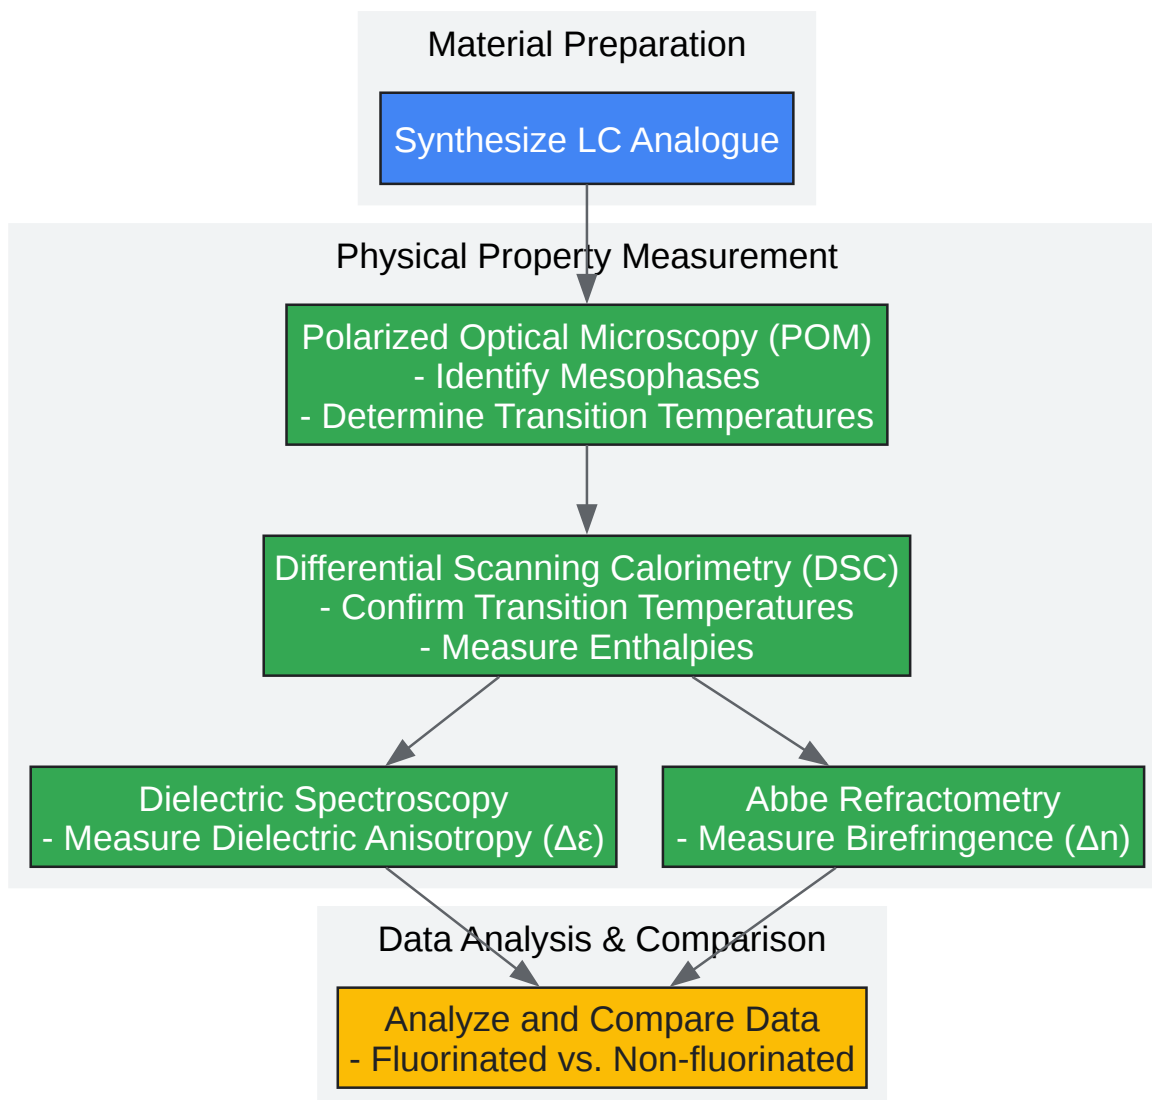 Material Preparation
Synthesize LC Analogue
Physical Property Measurement
Polarized Optical Microscopy (POM)
- Identify Mesophases
- Determine Transition Temperatures
Differential Scanning Calorimetry (DSC)
- Confirm Transition Temperatures
- Measure Enthalpies
Dielectric Spectroscopy
- Measure Dielectric Anisotropy (Δε)
Abbe Refractometry
- Measure Birefringence (Δn)
Data Analysis & Comparison
Analyze and Compare Data
- Fluorinated vs. Non-fluorinated